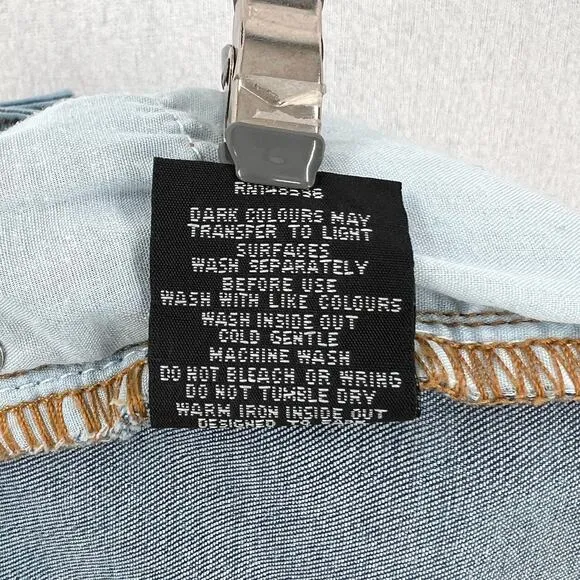 DARK COLOURS MAY
TRANSFER TO LIGHT
SURFACES
WASH SEPARATELY
BEFORE USE
WASH WITH LIKE COLOURS
WASH INSIDE OUT
COLD GENTLE
MACHINE WASH
DO NOT BLEACH OR WRING
DO NOT TUMBLE DRY
WARM IRON INSIDE OUT
DESIGNED